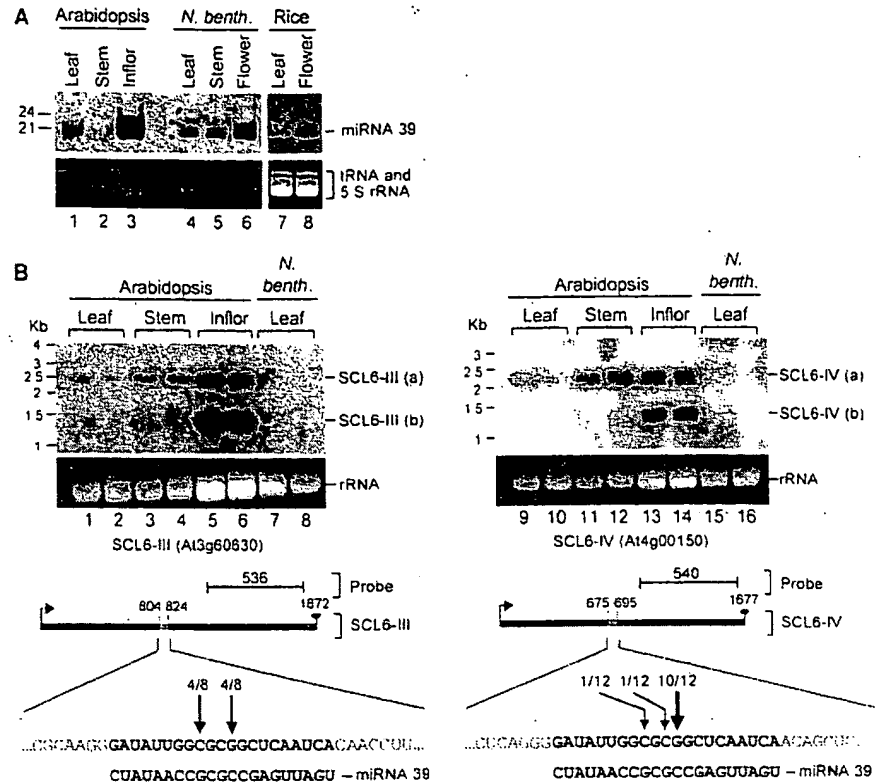 A
Arabidopsis
N. benth.
Rice
Leaf
Stem
Inflor
Leaf
Stem
Flower
Leaf
Flower
24
21
miRNA 39
tRNA and
5 S rRNA
1 2 3 4 5 6 7 8
B
Arabidopsis
N.
benth.
Leaf Stem Inflor Leaf
Kb
4
3
2 5
2
1 5
1
SCL6-III (a)
SCL6-III (b)
rRNA
1 2 3 4 5 6 7 8
SCL6-III (At3g60630)
536
Probe
804 824
1872
SCL6-III
4/8 4/8
...CGCAAGGGAUAUUGGCGCGGCUCAAUCACAACCUU...
CUAUAACCGCGCCGAGUUAGU – miRNA 39
Arabidopsis
N.
benth.
Leaf Stem Inflor Leaf
Kb
3
2 5
2
1 5
1
SCL6-IV (a)
SCL6-IV (b)
rRNA
9 10 11 12 13 14 15 16
SCL6-IV (At4g00150)
540
Probe
675 695
1677
SCL6-IV
1/12 1/12 10/12
...CUCAGGGGAUAUUGGCGCGGCUCAAUCAACAGCUC...
CUAUAACCGCGCCGAGUUAGU – miRNA 39